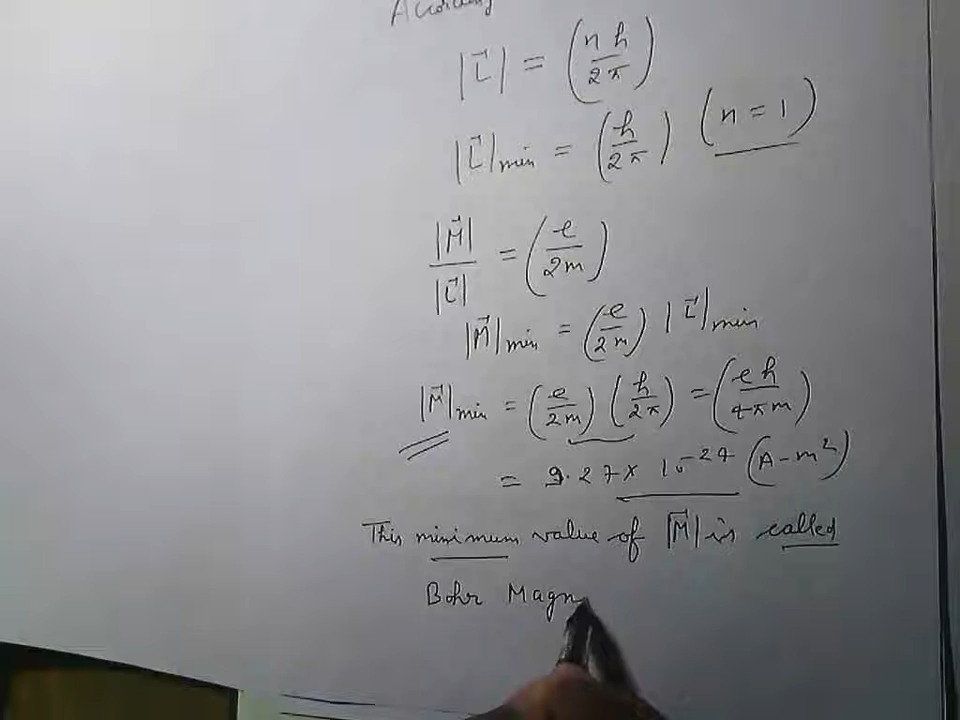 |L⃗| = (nh/2π)
|L⃗|min = (h/2π) (n = 1)
|M⃗|/|L⃗| = (e/2m)
|M⃗|min = (e/2m) |L⃗|min
|M⃗|min = (e/2m) (h/2π) = (eh/4πm)
= 9.27 x 10⁻²⁴ (A-m²)
This minimum value of |M⃗| is called
Bohr Magn